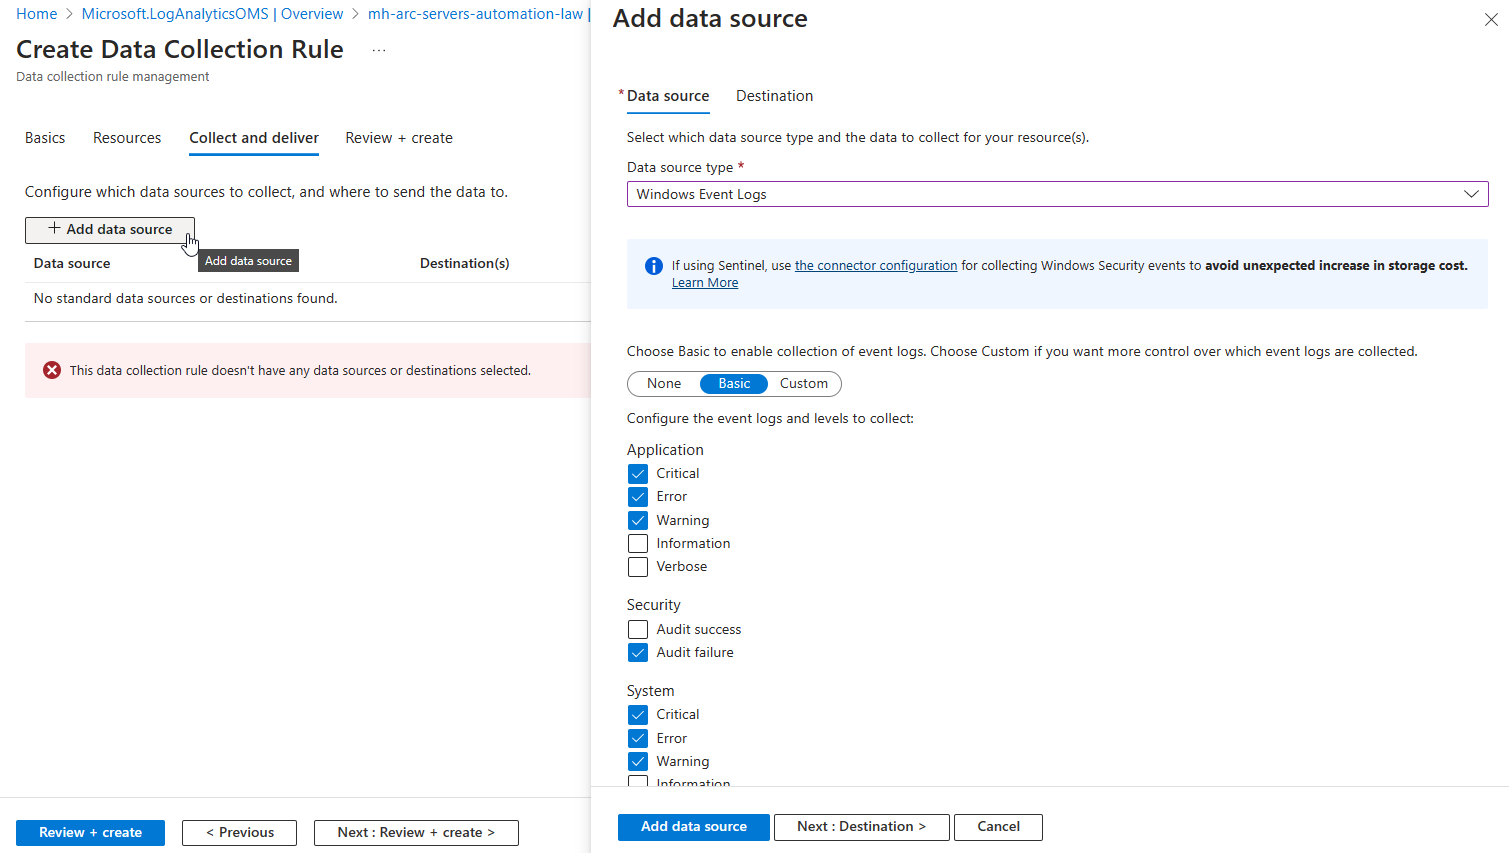 Home > Microsoft.LogAnalyticsOMS | Overview > mh-arc-servers-automation-law |
Create Data Collection Rule ...
Data collection rule management
Basics Resources Collect and deliver Review + create
Configure which data sources to collect, and where to send the data to.
+ Add data source
Add data source
Data source Destination(s)
No standard data sources or destinations found.
This data collection rule doesn't have any data sources or destinations selected.
Review + create < Previous Next : Review + create >
Add data source
* Data source Destination
Select which data source type and the data to collect for your resource(s).
Data source type *
Windows Event Logs
If using Sentinel, use the connector configuration for collecting Windows Security events to avoid unexpected increase in storage cost.
Learn More
Choose Basic to enable collection of event logs. Choose Custom if you want more control over which event logs are collected.
None Basic Custom
Configure the event logs and levels to collect:
Application
Critical
Error
Warning
Information
Verbose
Security
Audit success
Audit failure
System
Critical
Error
Warning
Information
Add data source Next : Destination > Cancel